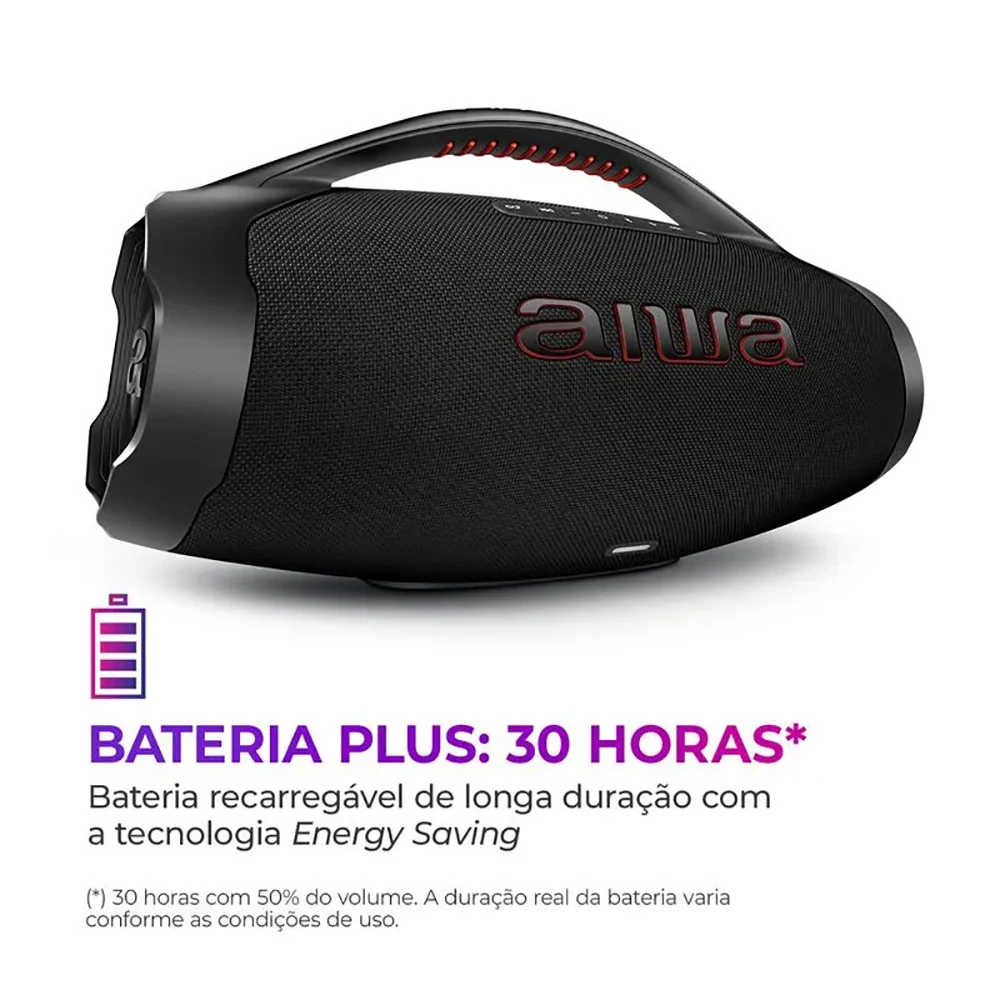 aiwa
BATERIA PLUS: 30 HORAS*
Bateria recarregável de longa duração com
a tecnologia Energy Saving
(*) 30 horas com 50% do volume. A duração real da bateria varia
conforme as condições de uso.